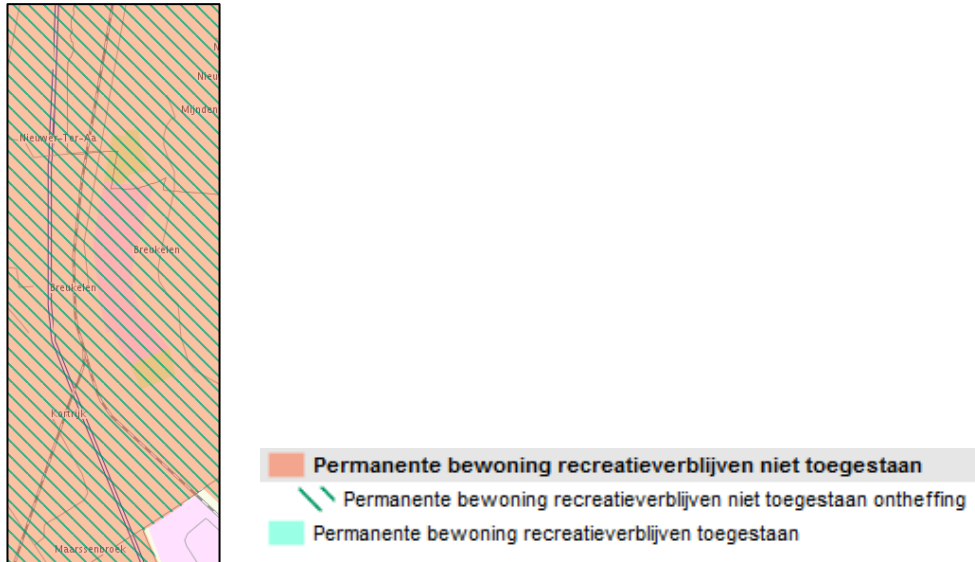 N
Nieu
Mijnden
Nieuwer-Ter-Aa
Breukelen
Breukelen
Kortrijk
Maarssenbroek
Permanente bewoning recreatieverblijven niet toegestaan
Permanente bewoning recreatieverblijven niet toegestaan ontheffing
Permanente bewoning recreatieverblijven toegestaan